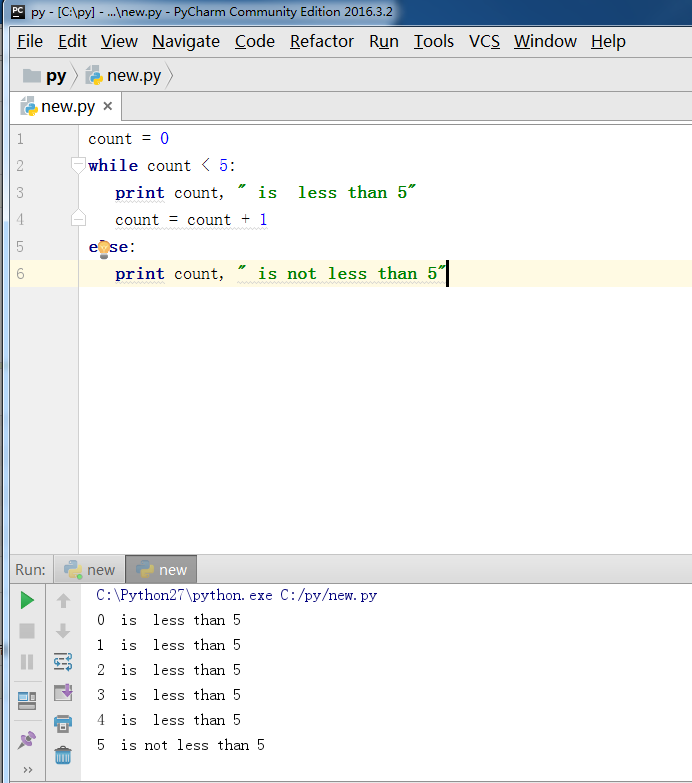 py - [C:\py] - ...\new.py - PyCharm Community Edition 2016.3.2
File Edit View Navigate Code Refactor Run Tools VCS Window Help
py new.py
new.py
1 count = 0
2 while count < 5:
3 print count, " is  less than 5"
4 count = count + 1
5 else:
6 print count, " is not less than 5"
Run: new new
C:\Python27\python.exe C:/py/new.py
0  is  less than 5
1  is  less than 5
2  is  less than 5
3  is  less than 5
4  is  less than 5
5  is not less than 5